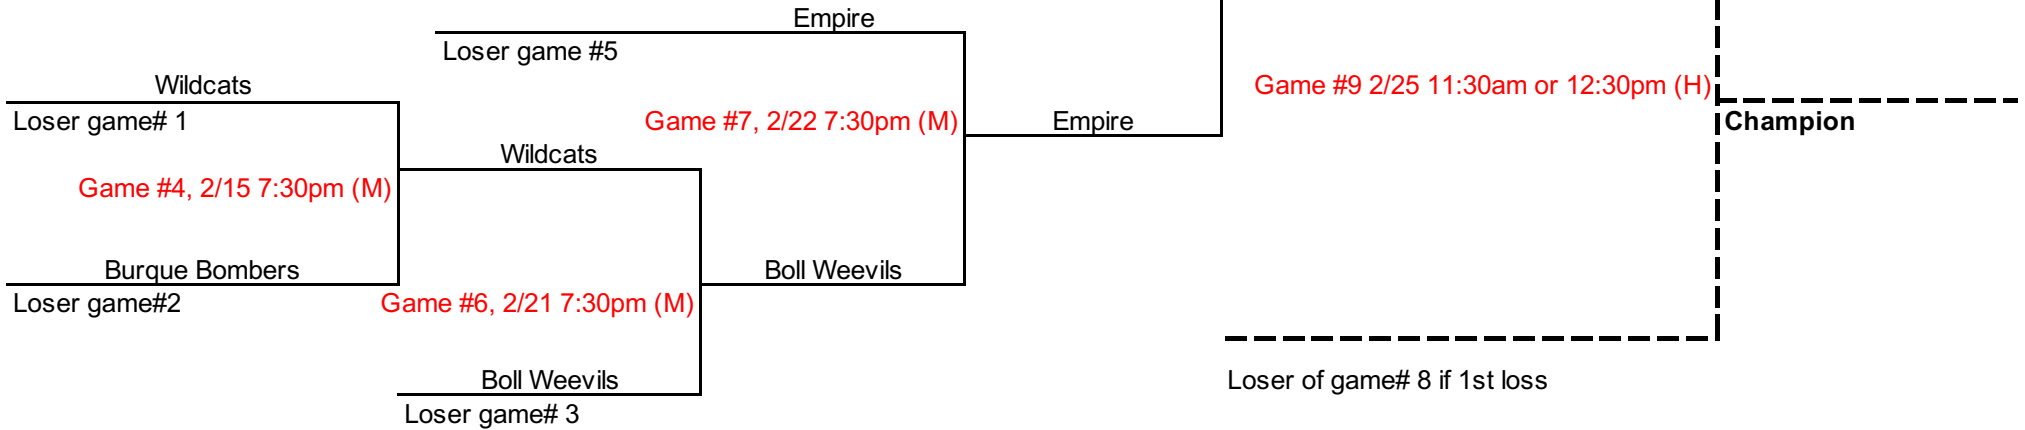 Empire
Loser game #5
Wildcats
Game #9 2/25 11:30am or 12:30pm (H)
Loser game# 1
Game #7, 2/22 7:30pm (M)
Empire
Champion
Wildcats
Game #4, 2/15 7:30pm (M)
Burque Bombers
Boll Weevils
Loser game#2
Game #6, 2/21 7:30pm (M)
Boll Weevils
Loser of game# 8 if 1st loss
Loser game# 3